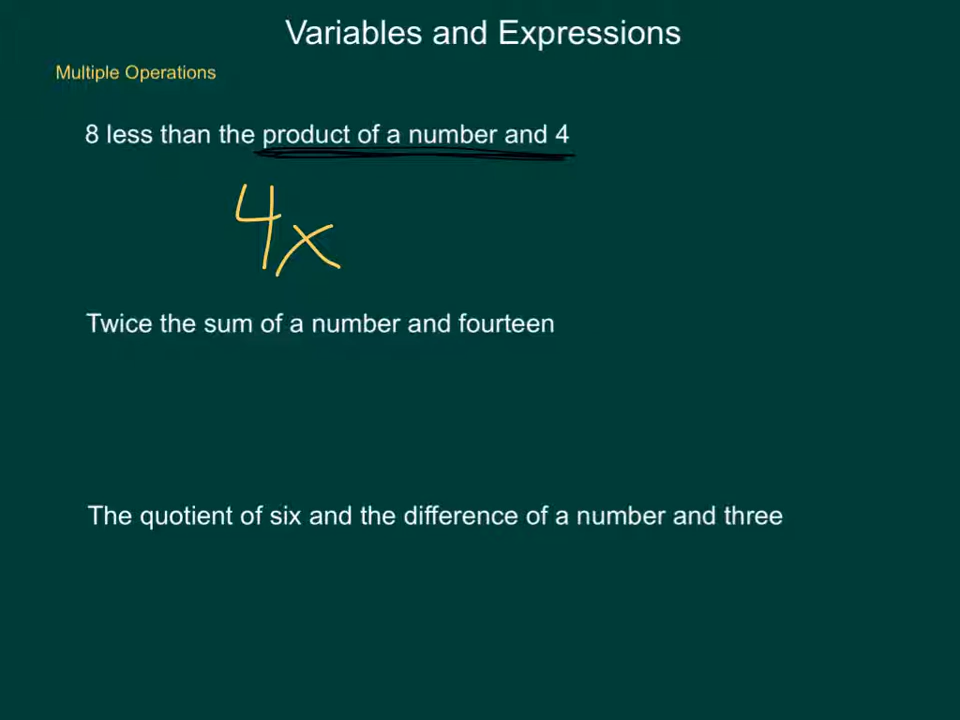 Variables and Expressions
Multiple Operations
8 less than the product of a number and 4
4x
Twice the sum of a number and fourteen
The quotient of six and the difference of a number and three